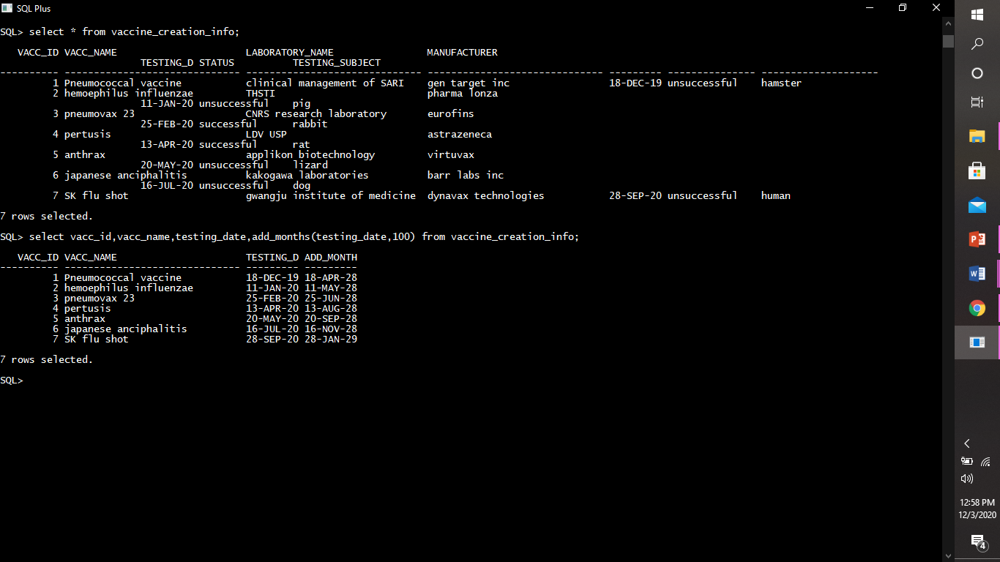 SQL Plus
SQL> select * from vaccine_creation_info;
VACC_ID VACC_NAME LABORATORY_NAME MANUFACTURER
TESTING_D STATUS TESTING_SUBJECT
---------- ------------------------------ ------------------------------ ------------------------------ --------- --------------- --------------------
1 Pneumococcal vaccine clinical management of SARI gen target inc 18-DEC-19 unsuccessful hamster
2 hemoephilus influenzae THSTI pharma lonza
11-JAN-20 unsuccessful pig
3 pneumovax 23 CNRS research laboratory eurofins
25-FEB-20 successful rabbit
4 pertusis LDV USP astrazeneca
13-APR-20 successful rat
5 anthrax applikon biotechnology virtuvax
20-MAY-20 unsuccessful lizard
6 japanese anciphalitis kakogawa laboratories barr labs inc
16-JUL-20 unsuccessful dog
7 SK flu shot gwangju institute of medicine dynavax technologies 28-SEP-20 unsuccessful human
7 rows selected.
SQL> select vacc_id,vacc_name,testing_date,add_months(testing_date,100) from vaccine_creation_info;
VACC_ID VACC_NAME TESTING_D ADD_MONTH
---------- ------------------------------ --------- ---------
1 Pneumococcal vaccine 18-DEC-19 18-APR-28
2 hemoephilus influenzae 11-JAN-20 11-MAY-28
3 pneumovax 23 25-FEB-20 25-JUN-28
4 pertusis 13-APR-20 13-AUG-28
5 anthrax 20-MAY-20 20-SEP-28
6 japanese anciphalitis 16-JUL-20 16-NOV-28
7 SK flu shot 28-SEP-20 28-JAN-29
7 rows selected.
SQL>
12:58 PM
12/3/2020
4